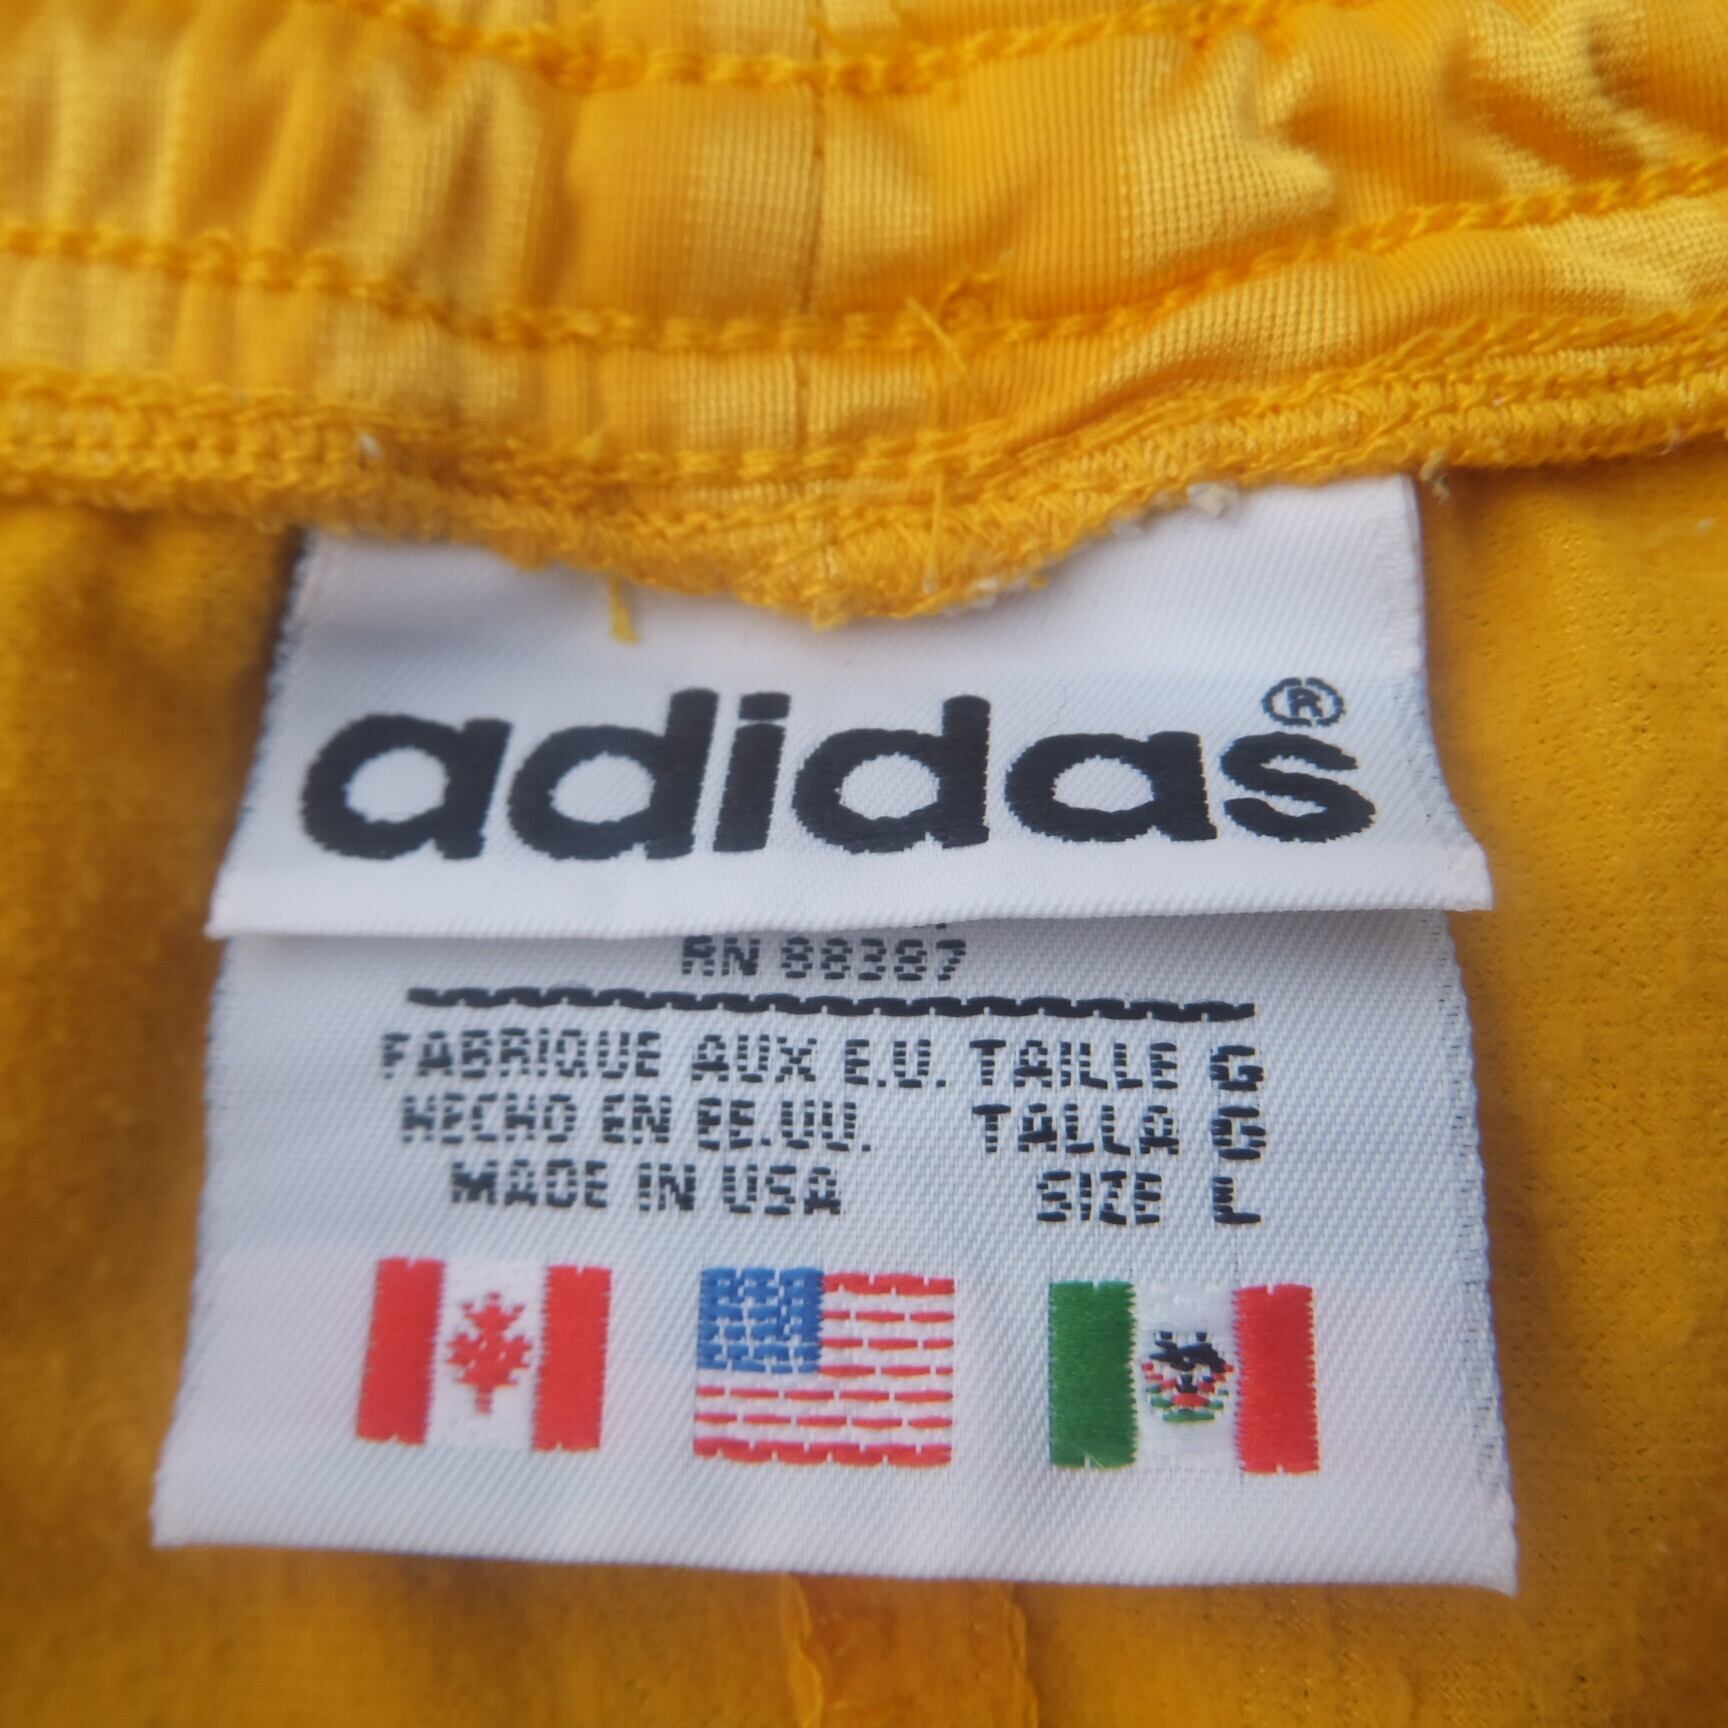 adidas®
RN 88387
FABRIQUE AUX E.U. TAILLE G
HECHO EN EE.UU. TALLA G
MADE IN USA SIZE L